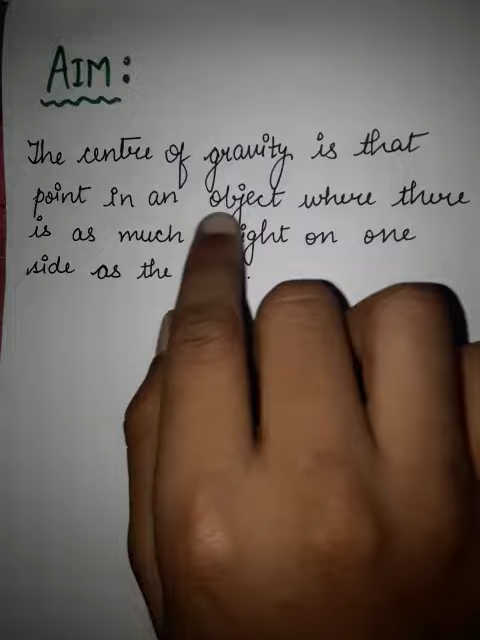 AIM:
The centre of gravity is that
point in an object where there
is as much ight on one
side as the .